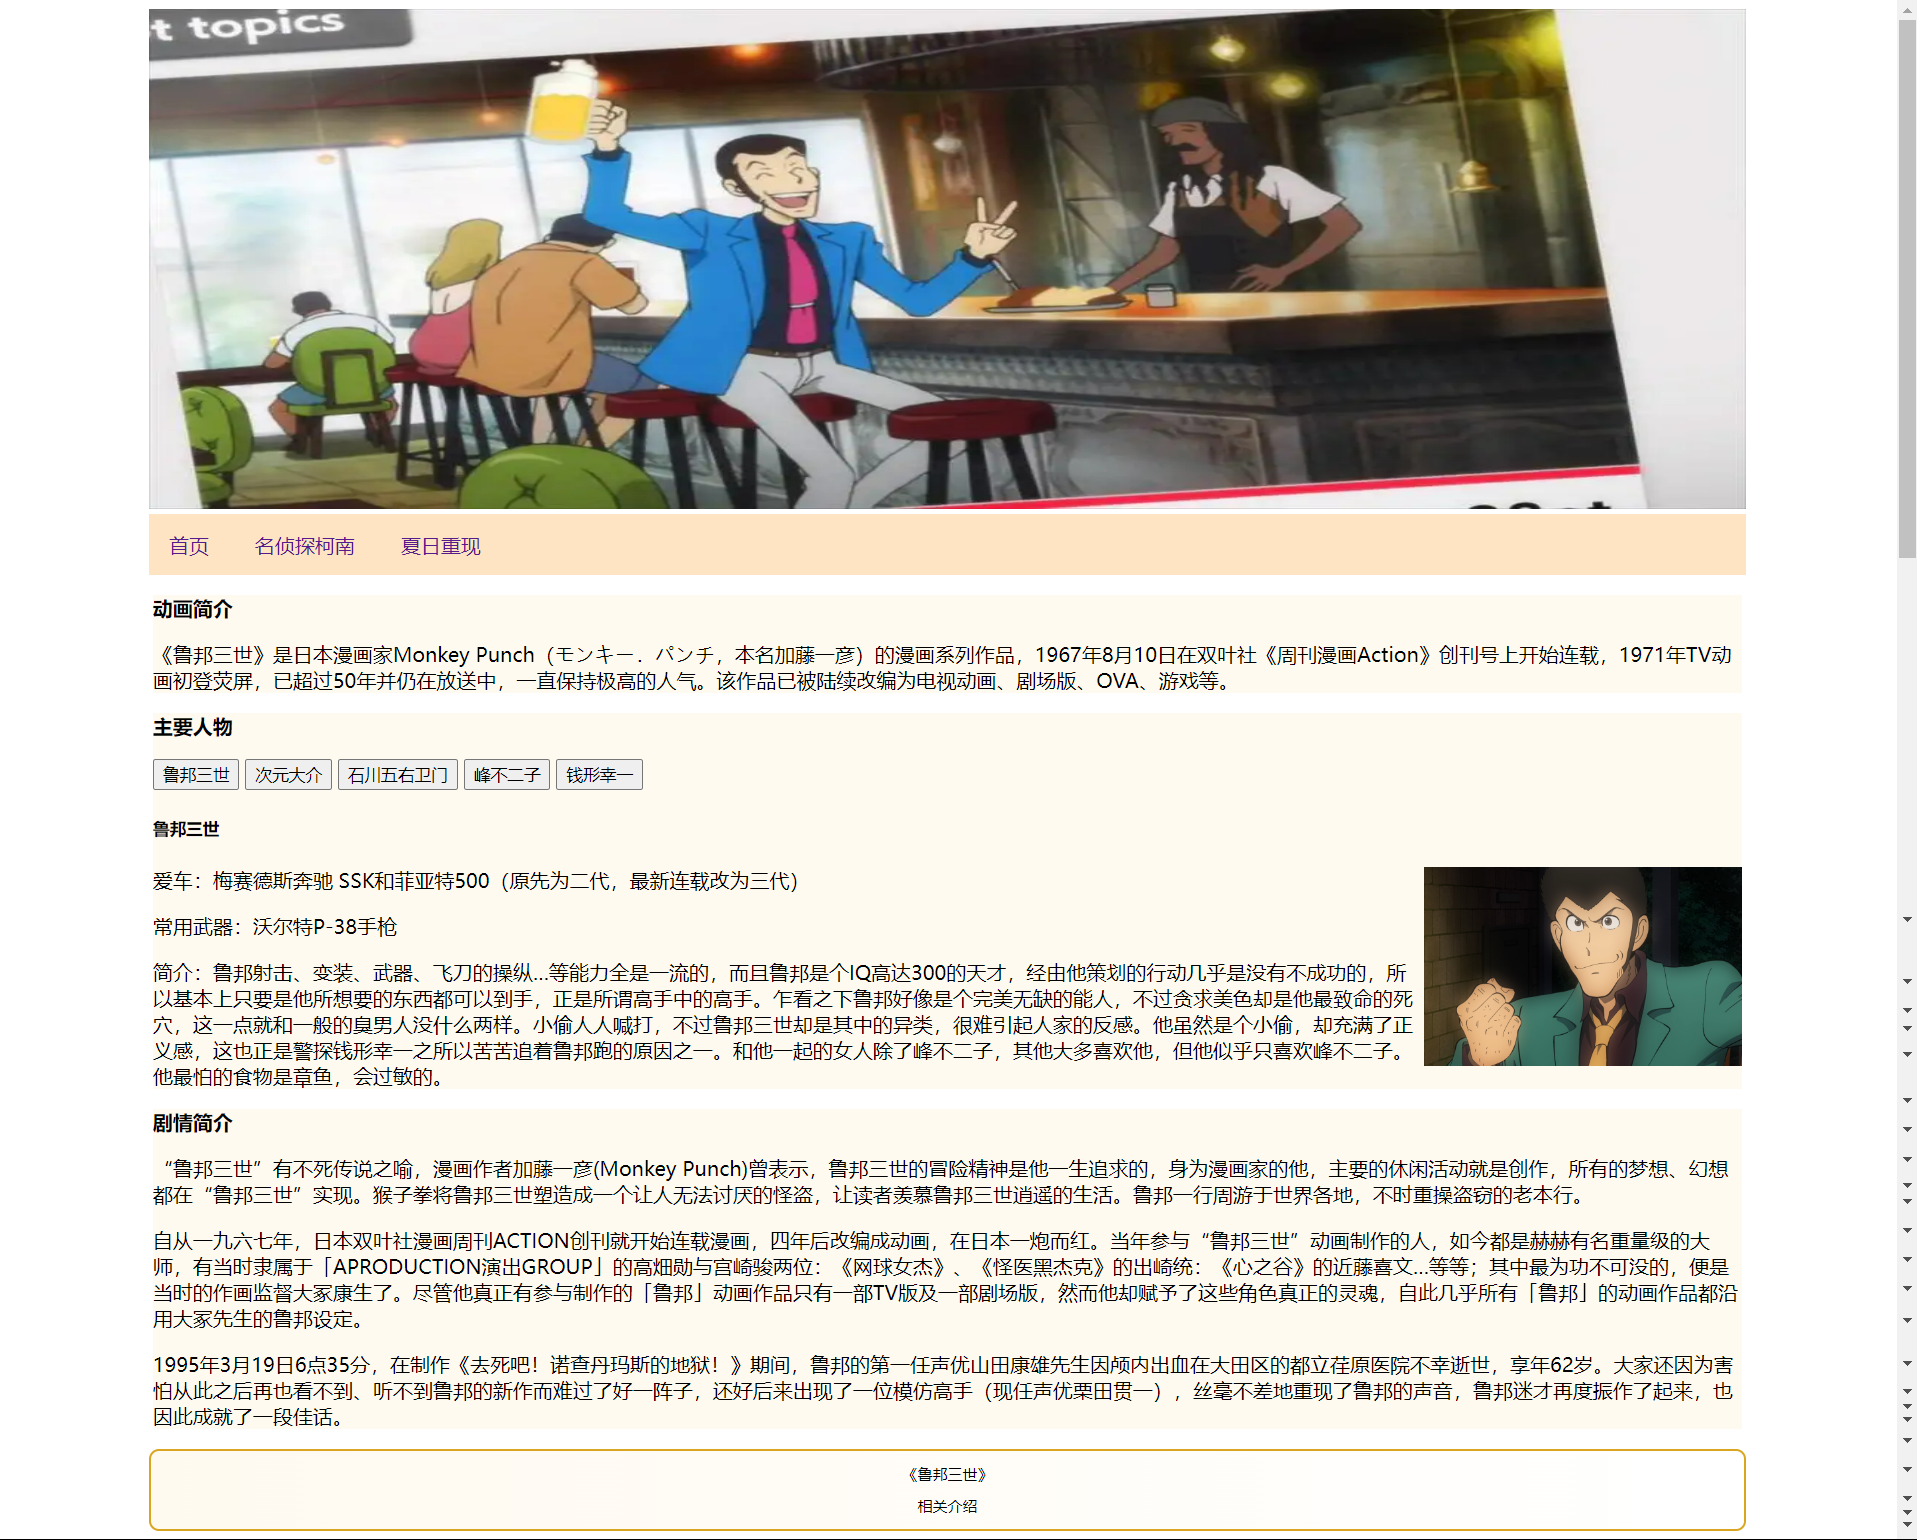 t topics
首页 名侦探柯南 夏日重现
动画简介
《鲁邦三世》是日本漫画家Monkey Punch（モンキー．パンチ，本名加藤一彦）的漫画系列作品，1967年8月10日在双叶社《周刊漫画Action》创刊号上开始连载，1971年TV动
画初登荧屏，已超过50年并仍在放送中，一直保持极高的人气。该作品已被陆续改编为电视动画、剧场版、OVA、游戏等。
主要人物
鲁邦三世 次元大介 石川五右卫门 峰不二子 钱形幸一
鲁邦三世
爱车：梅赛德斯奔驰 SSK和菲亚特500（原先为二代，最新连载改为三代）
常用武器：沃尔特P-38手枪
简介：鲁邦射击、变装、武器、飞刀的操纵...等能力全是一流的，而且鲁邦是个IQ高达300的天才，经由他策划的行动几乎是没有不成功的，所
以基本上只要是他所想要的东西都可以到手，正是所谓高手中的高手。乍看之下鲁邦好像是个完美无缺的能人，不过贪求美色却是他最致命的死
穴，这一点就和一般的臭男人没什么两样。小偷人人喊打，不过鲁邦三世却是其中的异类，很难引起人家的反感。他虽然是个小偷，却充满了正
义感，这也正是警探钱形幸一之所以苦苦追着鲁邦跑的原因之一。和他一起的女人除了峰不二子，其他大多喜欢他，但他似乎只喜欢峰不二子。
他最怕的食物是章鱼，会过敏的。
剧情简介
“鲁邦三世”有不死传说之喻，漫画作者加藤一彦(Monkey Punch)曾表示，鲁邦三世的冒险精神是他一生追求的，身为漫画家的他，主要的休闲活动就是创作，所有的梦想、幻想
都在“鲁邦三世”实现。猴子拳将鲁邦三世塑造成一个让人无法讨厌的怪盗，让读者羡慕鲁邦三世逍遥的生活。鲁邦一行周游于世界各地，不时重操盗窃的老本行。
自从一九六七年，日本双叶社漫画周刊ACTION创刊就开始连载漫画，四年后改编成动画，在日本一炮而红。当年参与“鲁邦三世”动画制作的人，如今都是赫赫有名重量级的大
师，有当时隶属于「APRODUCTION演出GROUP」的高畑勋与宫崎骏两位：《网球女杰》、《怪医黑杰克》的出崎统：《心之谷》的近藤喜文...等等；其中最为功不可没的，便是
当时的作画监督大冢康生了。尽管他真正有参与制作的「鲁邦」动画作品只有一部TV版及一部剧场版，然而他却赋予了这些角色真正的灵魂，自此几乎所有「鲁邦」的动画作品都沿
用大冢先生的鲁邦设定。
1995年3月19日6点35分，在制作《去死吧！诺查丹玛斯的地狱！》期间，鲁邦的第一任声优山田康雄先生因颅内出血在大田区的都立荏原医院不幸逝世，享年62岁。大家还因为害
怕从此之后再也看不到、听不到鲁邦的新作而难过了好一阵子，还好后来出现了一位模仿高手（现任声优栗田贯一），丝毫不差地重现了鲁邦的声音，鲁邦迷才再度振作了起来，也
因此成就了一段佳话。
《鲁邦三世》
相关介绍